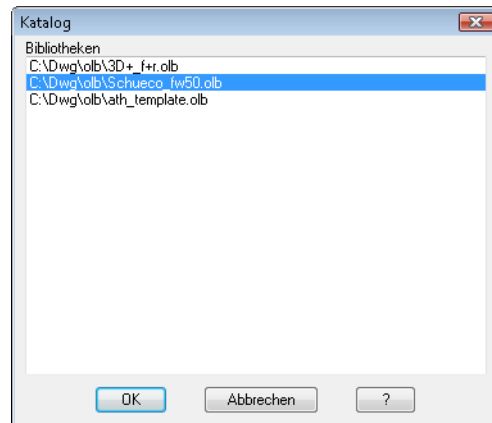 Katalog
Bibliotheken
C:\Dwg\olb\3D+_f+r.olb
C:\Dwg\olb\Schueco_fw50.olb
C:\Dwg\olb\ath_template.olb
OK Abbrechen ?